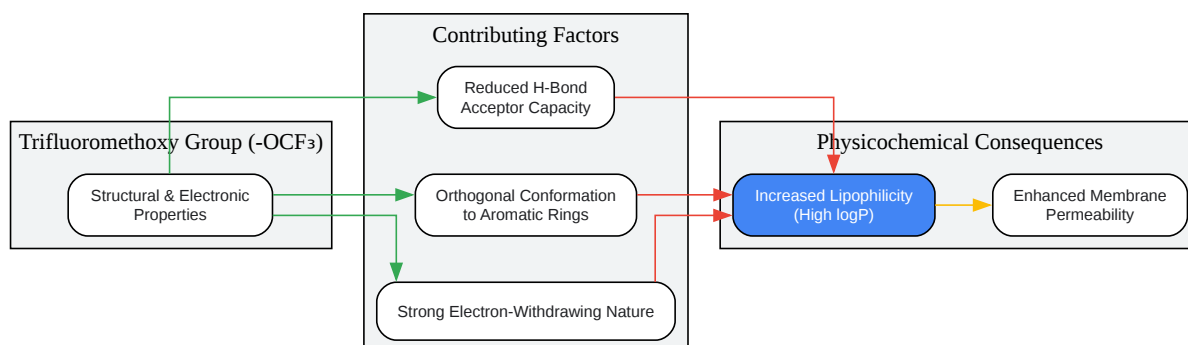 Trifluoromethoxy Group (-OCF₃)
Structural & Electronic
Properties
Contributing Factors
Reduced H-Bond
Acceptor Capacity
Orthogonal Conformation
to Aromatic Rings
Strong Electron-Withdrawing Nature
Physicochemical Consequences
Increased Lipophilicity
(High logP)
Enhanced Membrane
Permeability